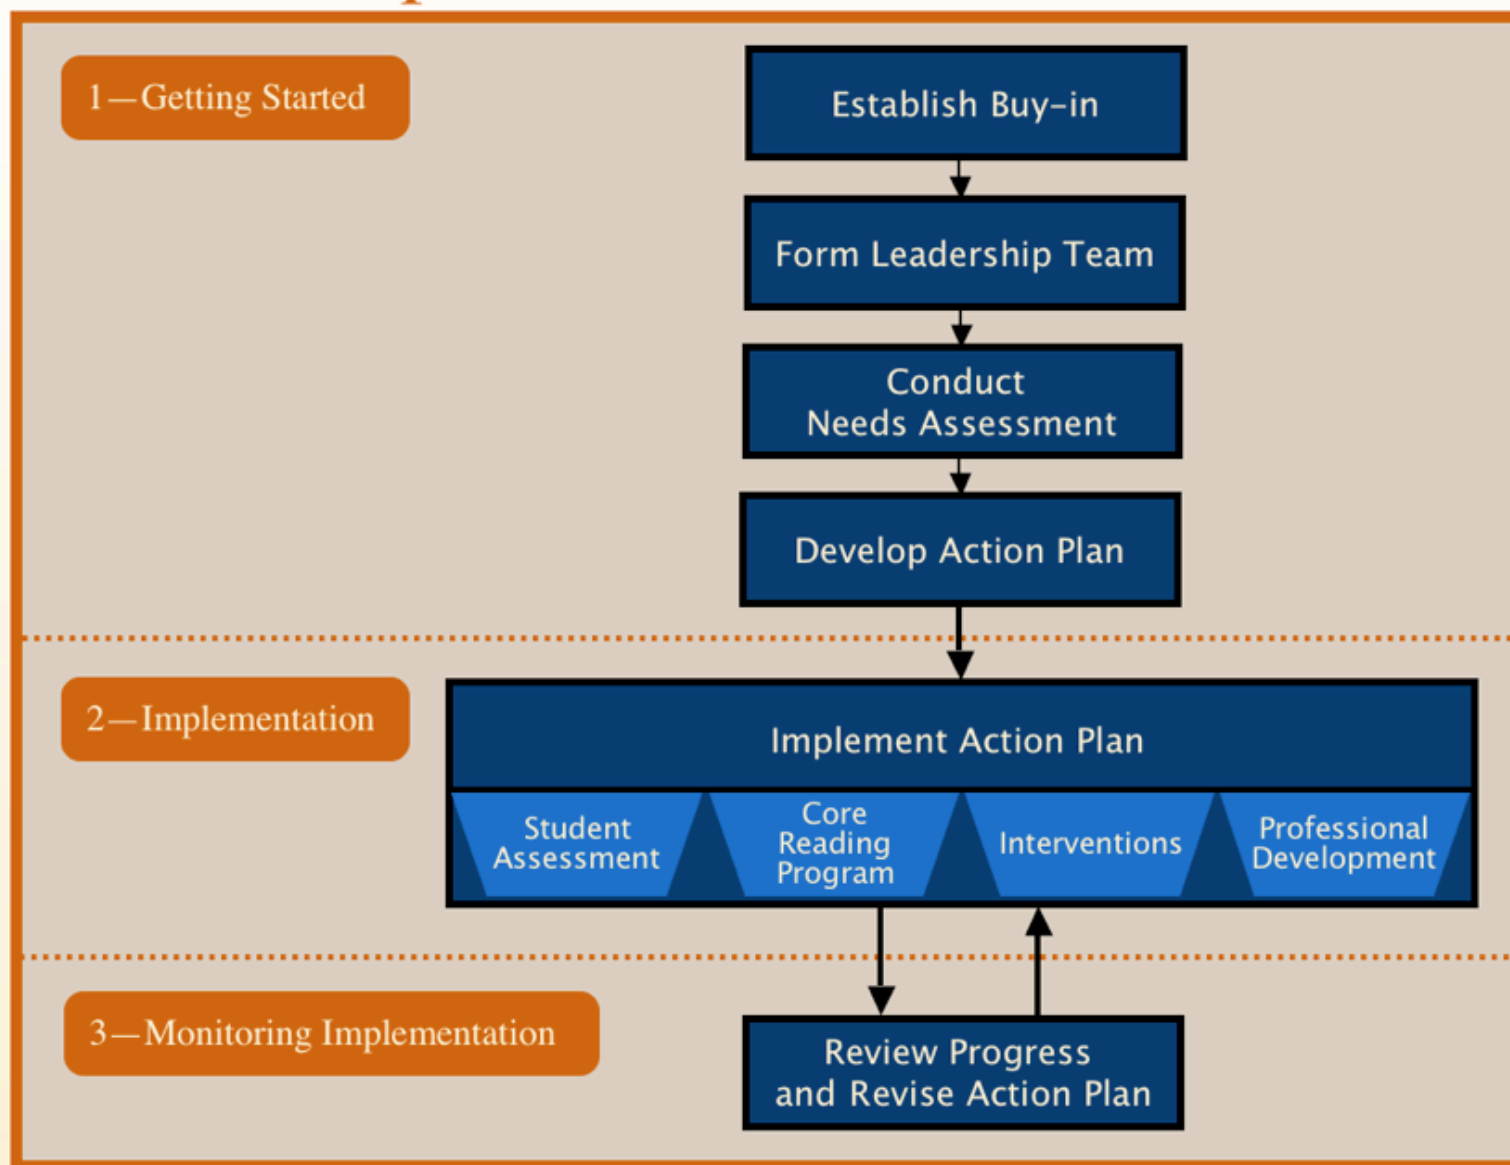 1—Getting Started
Establish Buy-in
Form Leadership Team
Conduct
Needs Assessment
Develop Action Plan
2—Implementation
Implement Action Plan
Student
Assessment
Core
Reading
Program
Interventions
Professional
Development
3—Monitoring Implementation
Review Progress
and Revise Action Plan